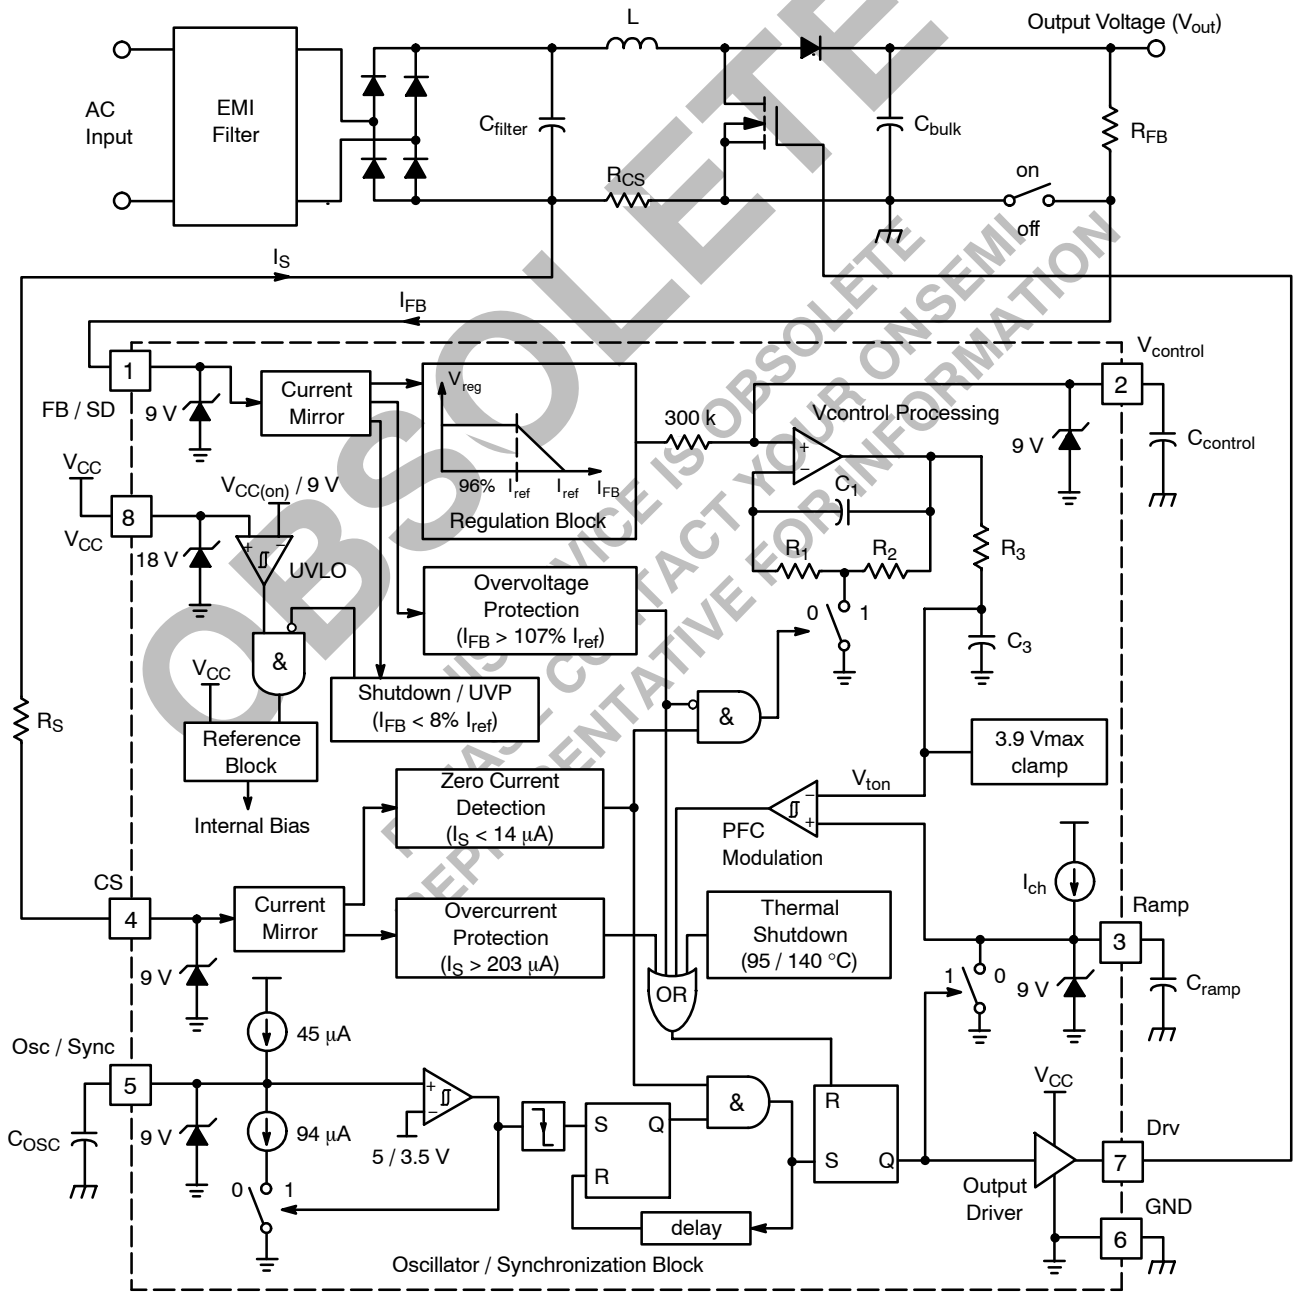 L
Output Voltage (Vout)
AC
Input
EMI
Filter
Cfilter
Cbulk
RFB
RCS
on
off
IS
IFB
1
FB / SD
9 V
Current
Mirror
Vreg
96% Iref
Iref
IFB
Regulation Block
300 k
Vcontrol Processing
+
−
C1
R1
R2
R3
C3
0
1
9 V
Vcontrol
2
Ccontrol
VCC
8
VCC
18 V
VCC(on) / 9 V
+
−
UVLO
&
VCC
Reference
Block
Internal Bias
Overvoltage
Protection
(IFB > 107% Iref)
Shutdown / UVP
(IFB < 8% Iref)
&
RS
Zero Current
Detection
(IS < 14 μA)
3.9 Vmax
clamp
Vton
−
+
PFC
Modulation
CS
4
9 V
Current
Mirror
Overcurrent
Protection
(IS > 203 μA)
Thermal
Shutdown
(95 / 140 °C)
OR
Ich
Ramp
3
1
0
9 V
Cramp
45 μA
Osc / Sync
5
COSC
9 V
94 μA
0
1
+
−
5 / 3.5 V
S
Q
R
&
delay
R
S
Q
VCC
Output
Driver
Drv
7
GND
6
Oscillator / Synchronization Block
OBSOLETE
THIS DEVICE IS OBSOLETE
PLEASE CONTACT YOUR ONSEMI
REPRESENTATIVE FOR INFORMATION